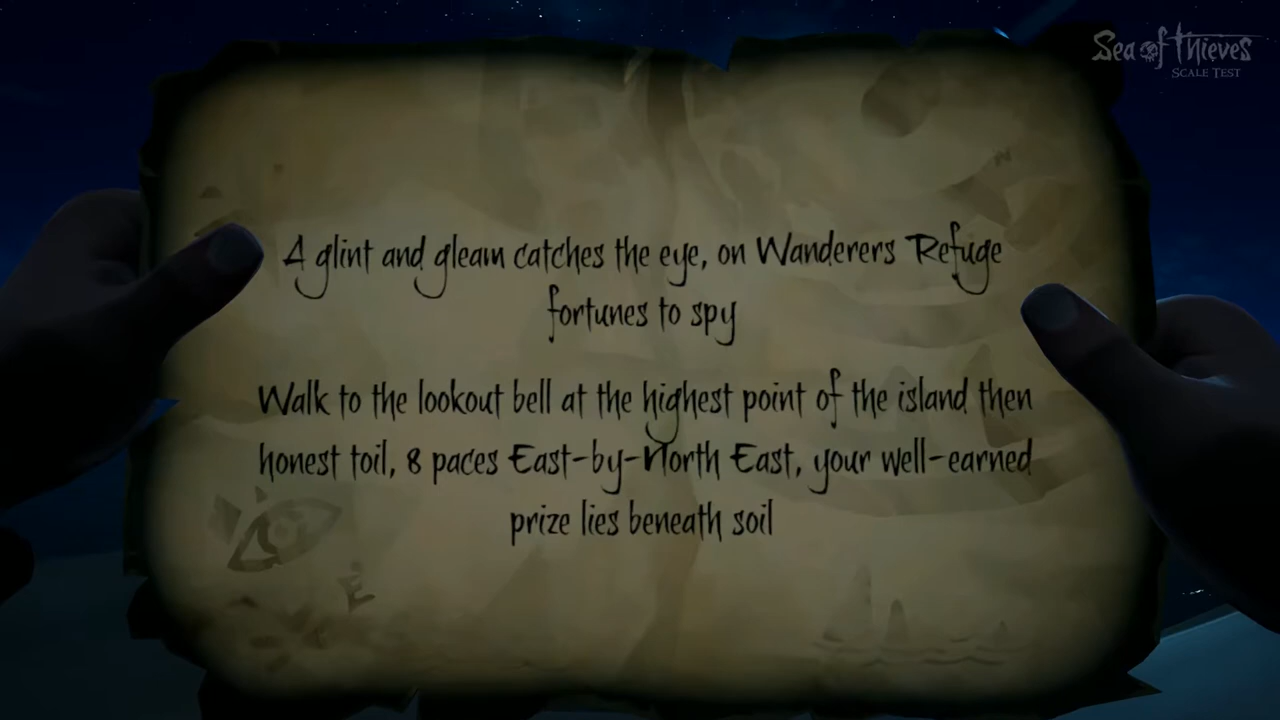 Sea of Thieves
SCALE TEST
A glint and gleam catches the eye, on Wanderers Refuge
fortunes to spy
Walk to the lookout bell at the highest point of the island then
honest toil, 8 paces East-by-North East, your well-earned
prize lies beneath soil
N
E